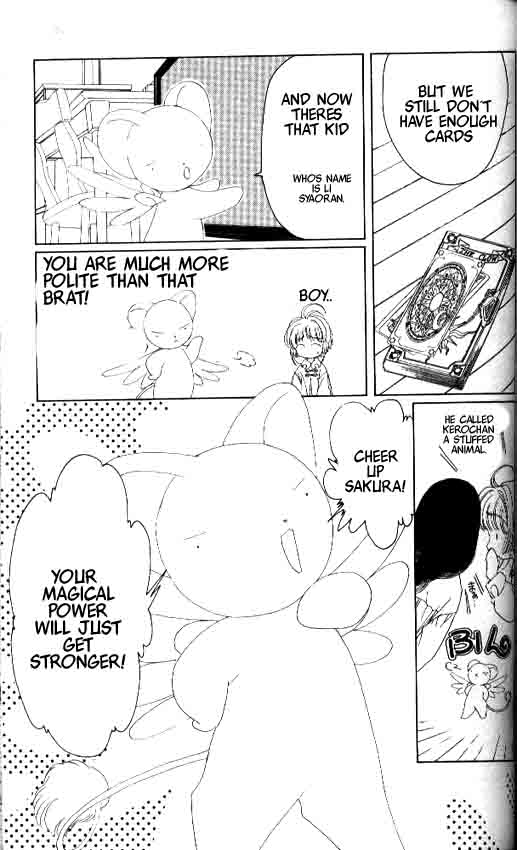 BUT WE
STILL DON'T
HAVE ENOUGH
CARDS
THE CLOW
AND NOW
THERES
THAT KID
WHO'S NAME
IS LI
SYAORAN.
YOU ARE MUCH MORE
POLITE THAN THAT
BRAT!
BOY..
HE CALLED
KEROCHAN
A STUFFED
ANIMAL.
CHEER
UP
SAKURA!
YOUR
MAGICAL
POWER
WILL JUST
GET
STRONGER!